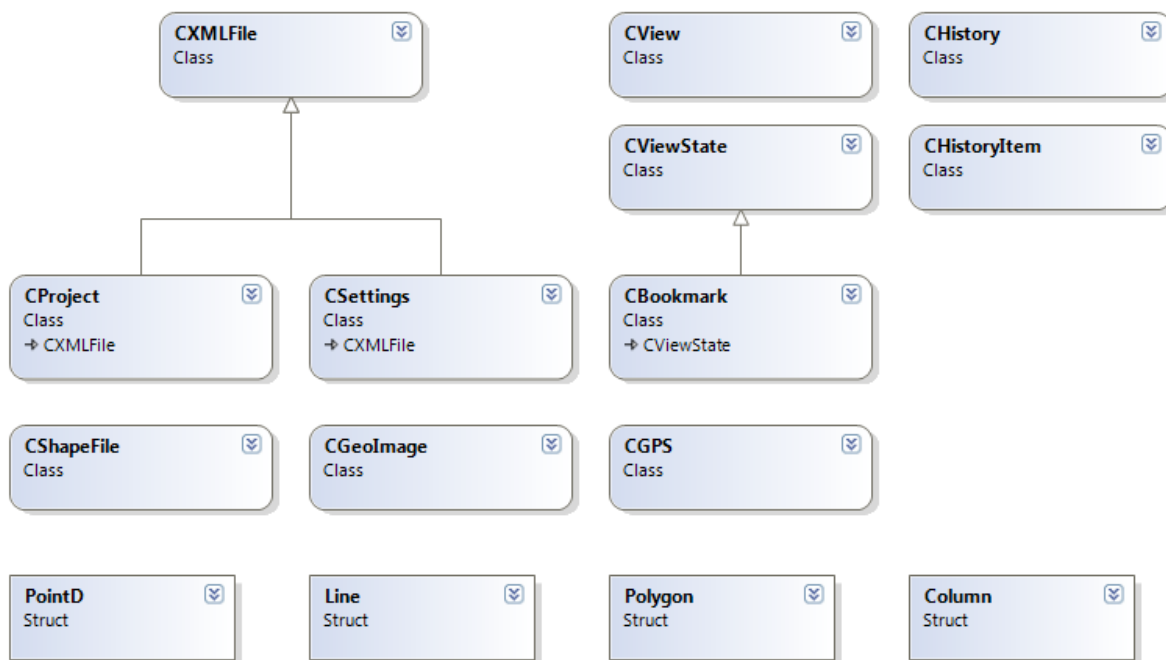 CXMLFile
Class
CView
Class
CHistory
Class
CViewState
Class
CHistoryItem
Class
CProject
Class
CXMLFile
CSettings
Class
CXMLFile
CBookmark
Class
CViewState
CShapeFile
Class
CGeoImage
Class
CGPS
Class
PointD
Struct
Line
Struct
Polygon
Struct
Column
Struct